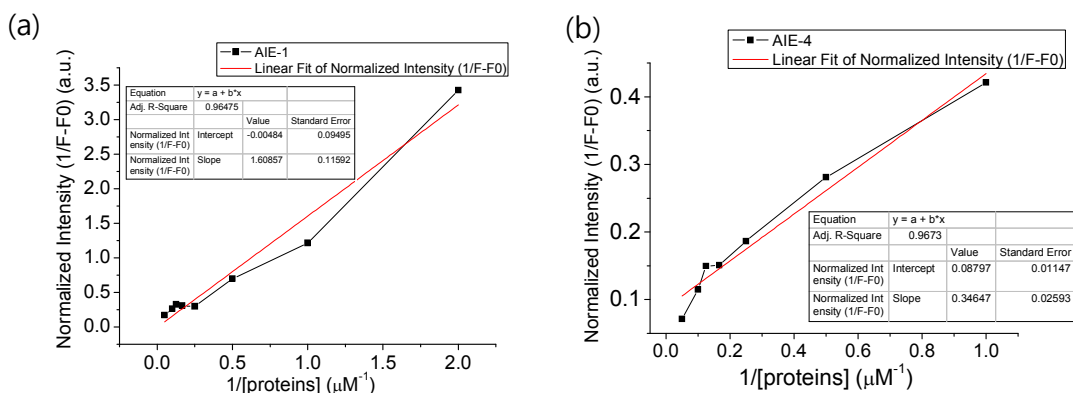 (a)
AIE-1
Linear Fit of Normalized Intensity (1/F-F0)
Normalized Intensity (1/F-F0) (a.u.)
3.5
3.0
2.5
2.0
1.5
1.0
0.5
0.0
Equation y = a + b*x
Adj. R-Square 0.96475
Value Standard Error
Normalized Int ensity (1/F-F0) Intercept -0.00484 0.09495
Normalized Int ensity (1/F-F0) Slope 1.60857 0.11592
0.0 0.5 1.0 1.5 2.0
1/[proteins] (μM⁻¹)
(b)
AIE-4
Linear Fit of Normalized Intensity (1/F-F0)
Normalized Intensity (1/F-F0) (a.u.)
0.4
0.3
0.2
0.1
Equation y = a + b*x
Adj. R-Square 0.9673
Value Standard Error
Normalized Int ensity (1/F-F0) Intercept 0.08797 0.01147
Normalized Int ensity (1/F-F0) Slope 0.34647 0.02593
0.0 0.2 0.4 0.6 0.8 1.0
1/[proteins] (μM⁻¹)